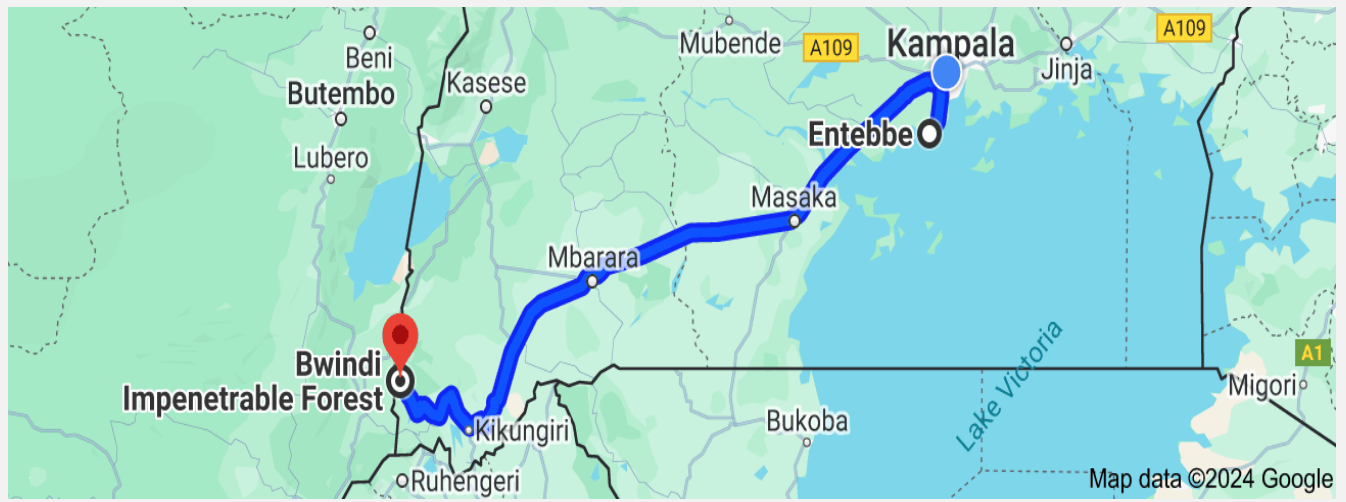 Beni
Butembo
Lubero
Kasese
Mubende
A109
Kampala
Jinja
A109
Entebbe
Masaka
Mbarara
Bwindi
Impenetrable Forest
Kikungiri
Ruhengeri
Bukoba
Lake Victoria
A1
Migori
Map data ©2024 Google